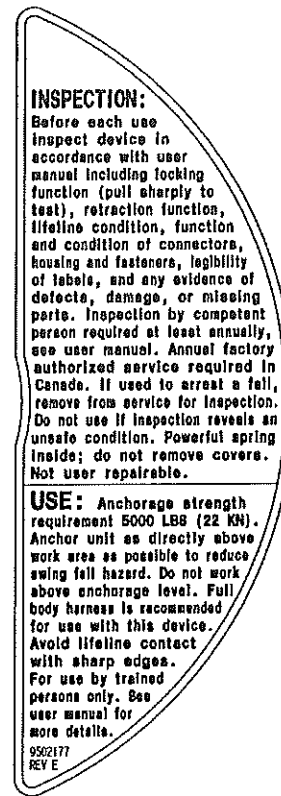 INSPECTION:
Before each use
inspect device in
accordance with user
manual including locking
function (pull sharply to
test), retraction function,
lifeline condition, function
and condition of connectors,
housing and fasteners, legibility
of labels, and any evidence of
defects, damage, or missing
parts. Inspection by competent
person required at least annually,
see user manual. Annual factory
authorized service required in
Canada. If used to arrest a fall,
remove from service for inspection.
Do not use if inspection reveals an
unsafe condition. Powerful spring
inside; do not remove covers.
Not user repairable.
USE: Anchorage strength
requirement 5000 LBS (22 KN).
Anchor unit as directly above
work area as possible to reduce
swing fall hazard. Do not work
above anchorage level. Full
body harness is recommended
for use with this device.
Avoid lifeline contact
with sharp edges.
For use by trained
persons only. See
user manual for
more details.
9502177
REV E